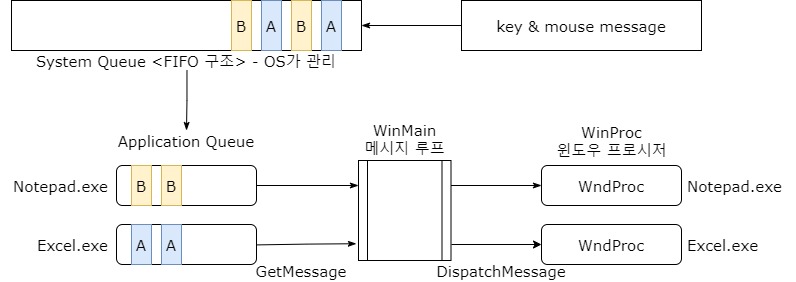 B A B A
key & mouse message
System Queue <FIFO 구조> - OS가 관리
Application Queue
WinMain
메시지 루프
WinProc
윈도우 프로시저
Notepad.exe
B B
WndProc
Notepad.exe
Excel.exe
A A
WndProc
Excel.exe
GetMessage
DispatchMessage